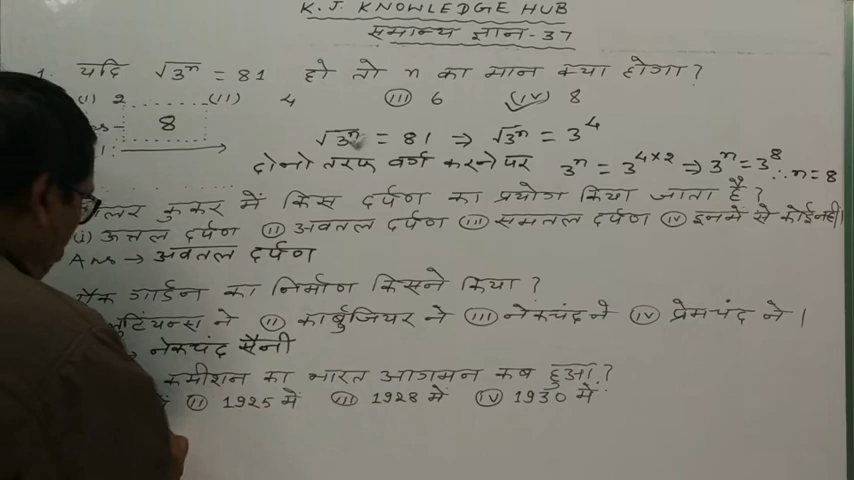 K. J. KNOWLEDGE HUB
समान्य ज्ञान-37
1. यदि √3ⁿ = 81 हो तो n का मान क्या होगा?
(I) 2 (II) 4 (III) 6 (IV) 8
8
√3ⁿ = 81 ⇒ √3ⁿ = 3⁴
दोनो तरफ वर्ग करने पर 3ⁿ = 3⁴ˣ² ⇒ 3ⁿ = 3⁸ ∴ n = 8
कुकर में किस दर्पण का प्रयोग किया जाता है?
(i) उत्तल दर्पण (II) अवतल दर्पण (III) समतल दर्पण (IV) इनमें से कोई नहीं।
Ans → अवतल दर्पण
गार्डन का निर्माण किसने किया?
ने (II) कार्बुजियर ने (III) नेकचंद ने (IV) प्रेमचंद ने।
नेकचंद सैनी
कमीशन का भारत आगमन कब हुआ?
(II) 1925 में (III) 1928 में (IV) 1930 में